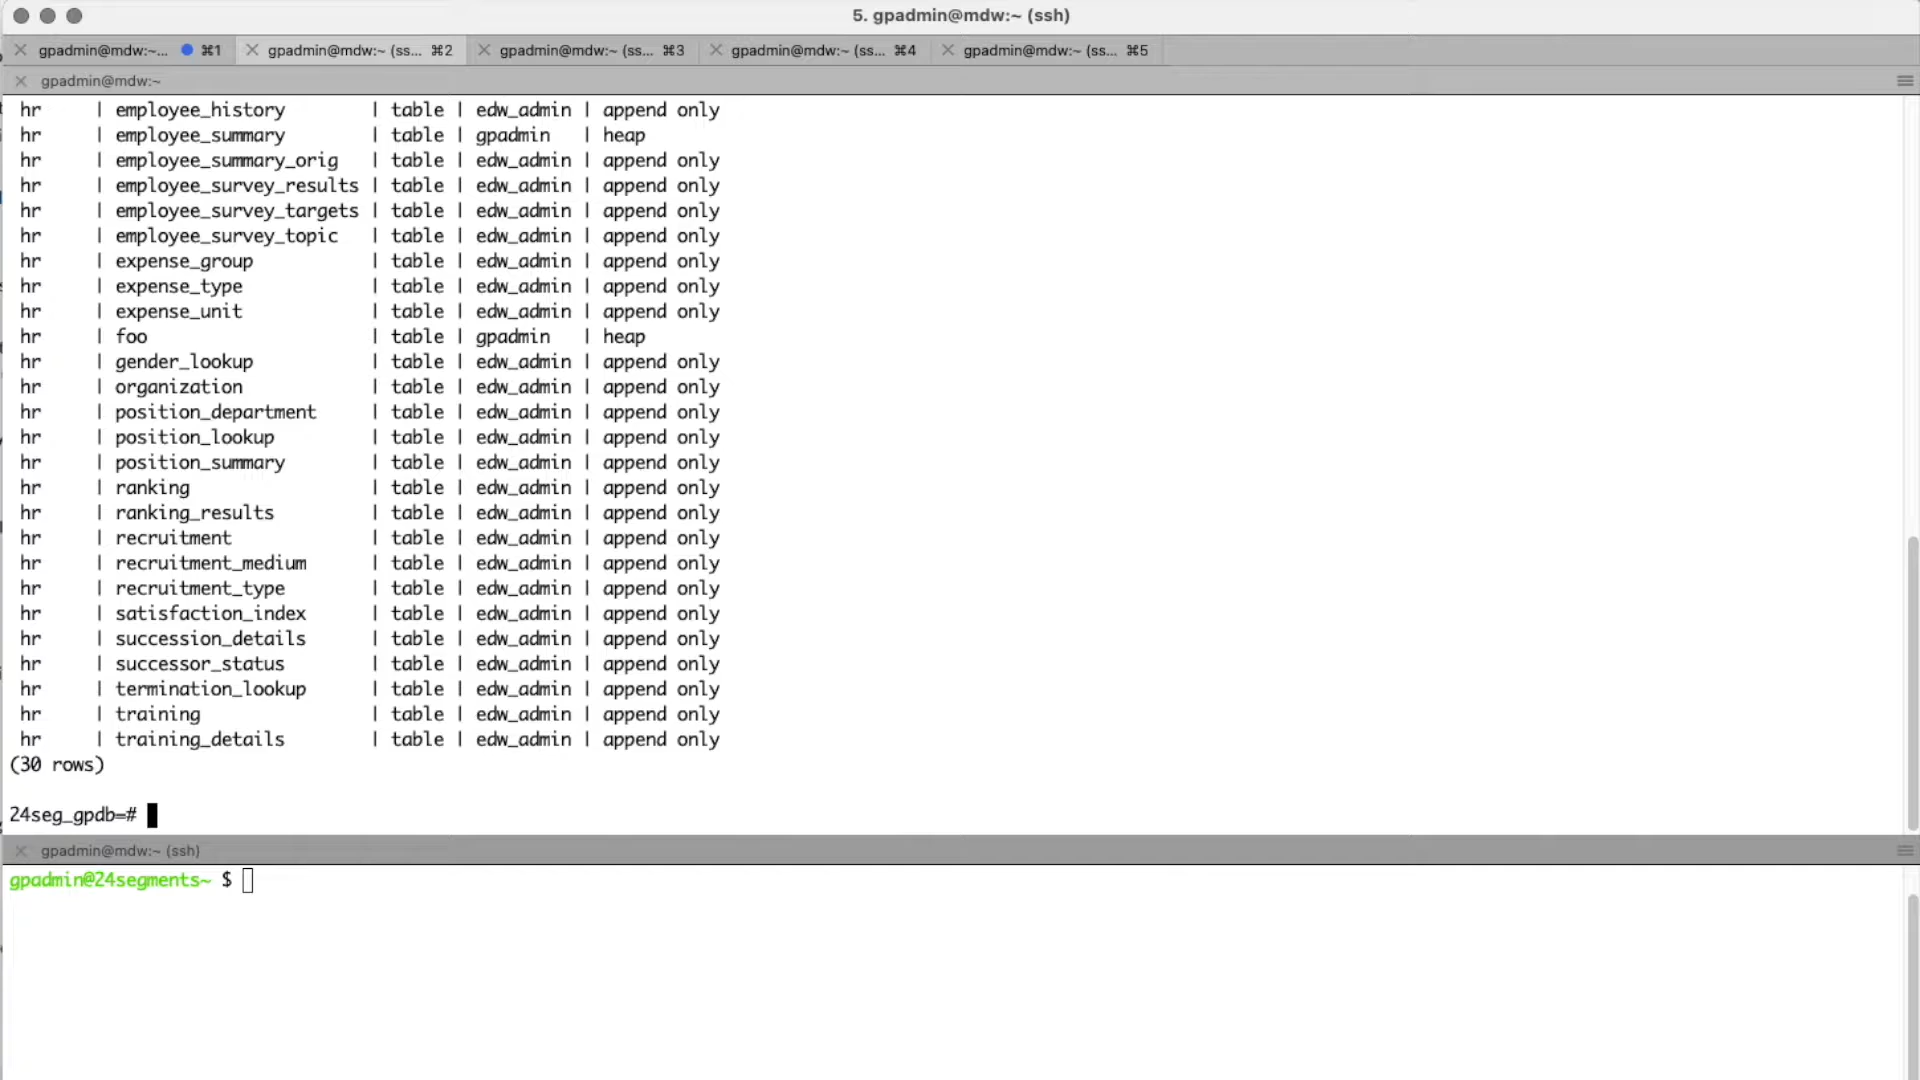 5. gpadmin@mdw:~ (ssh)
gpadmin@mdw:~... ⌘1 gpadmin@mdw:~ (ss... ⌘2 gpadmin@mdw:~ (ss... ⌘3 gpadmin@mdw:~ (ss... ⌘4 gpadmin@mdw:~ (ss... ⌘5
gpadmin@mdw:~
hr | employee_history | table | edw_admin | append only
hr | employee_summary | table | gpadmin | heap
hr | employee_summary_orig | table | edw_admin | append only
hr | employee_survey_results | table | edw_admin | append only
hr | employee_survey_targets | table | edw_admin | append only
hr | employee_survey_topic | table | edw_admin | append only
hr | expense_group | table | edw_admin | append only
hr | expense_type | table | edw_admin | append only
hr | expense_unit | table | edw_admin | append only
hr | foo | table | gpadmin | heap
hr | gender_lookup | table | edw_admin | append only
hr | organization | table | edw_admin | append only
hr | position_department | table | edw_admin | append only
hr | position_lookup | table | edw_admin | append only
hr | position_summary | table | edw_admin | append only
hr | ranking | table | edw_admin | append only
hr | ranking_results | table | edw_admin | append only
hr | recruitment | table | edw_admin | append only
hr | recruitment_medium | table | edw_admin | append only
hr | recruitment_type | table | edw_admin | append only
hr | satisfaction_index | table | edw_admin | append only
hr | succession_details | table | edw_admin | append only
hr | successor_status | table | edw_admin | append only
hr | termination_lookup | table | edw_admin | append only
hr | training | table | edw_admin | append only
hr | training_details | table | edw_admin | append only
(30 rows)
24seg_gpdb=#
gpadmin@mdw:~ (ssh)
gpadmin@24segments~ $